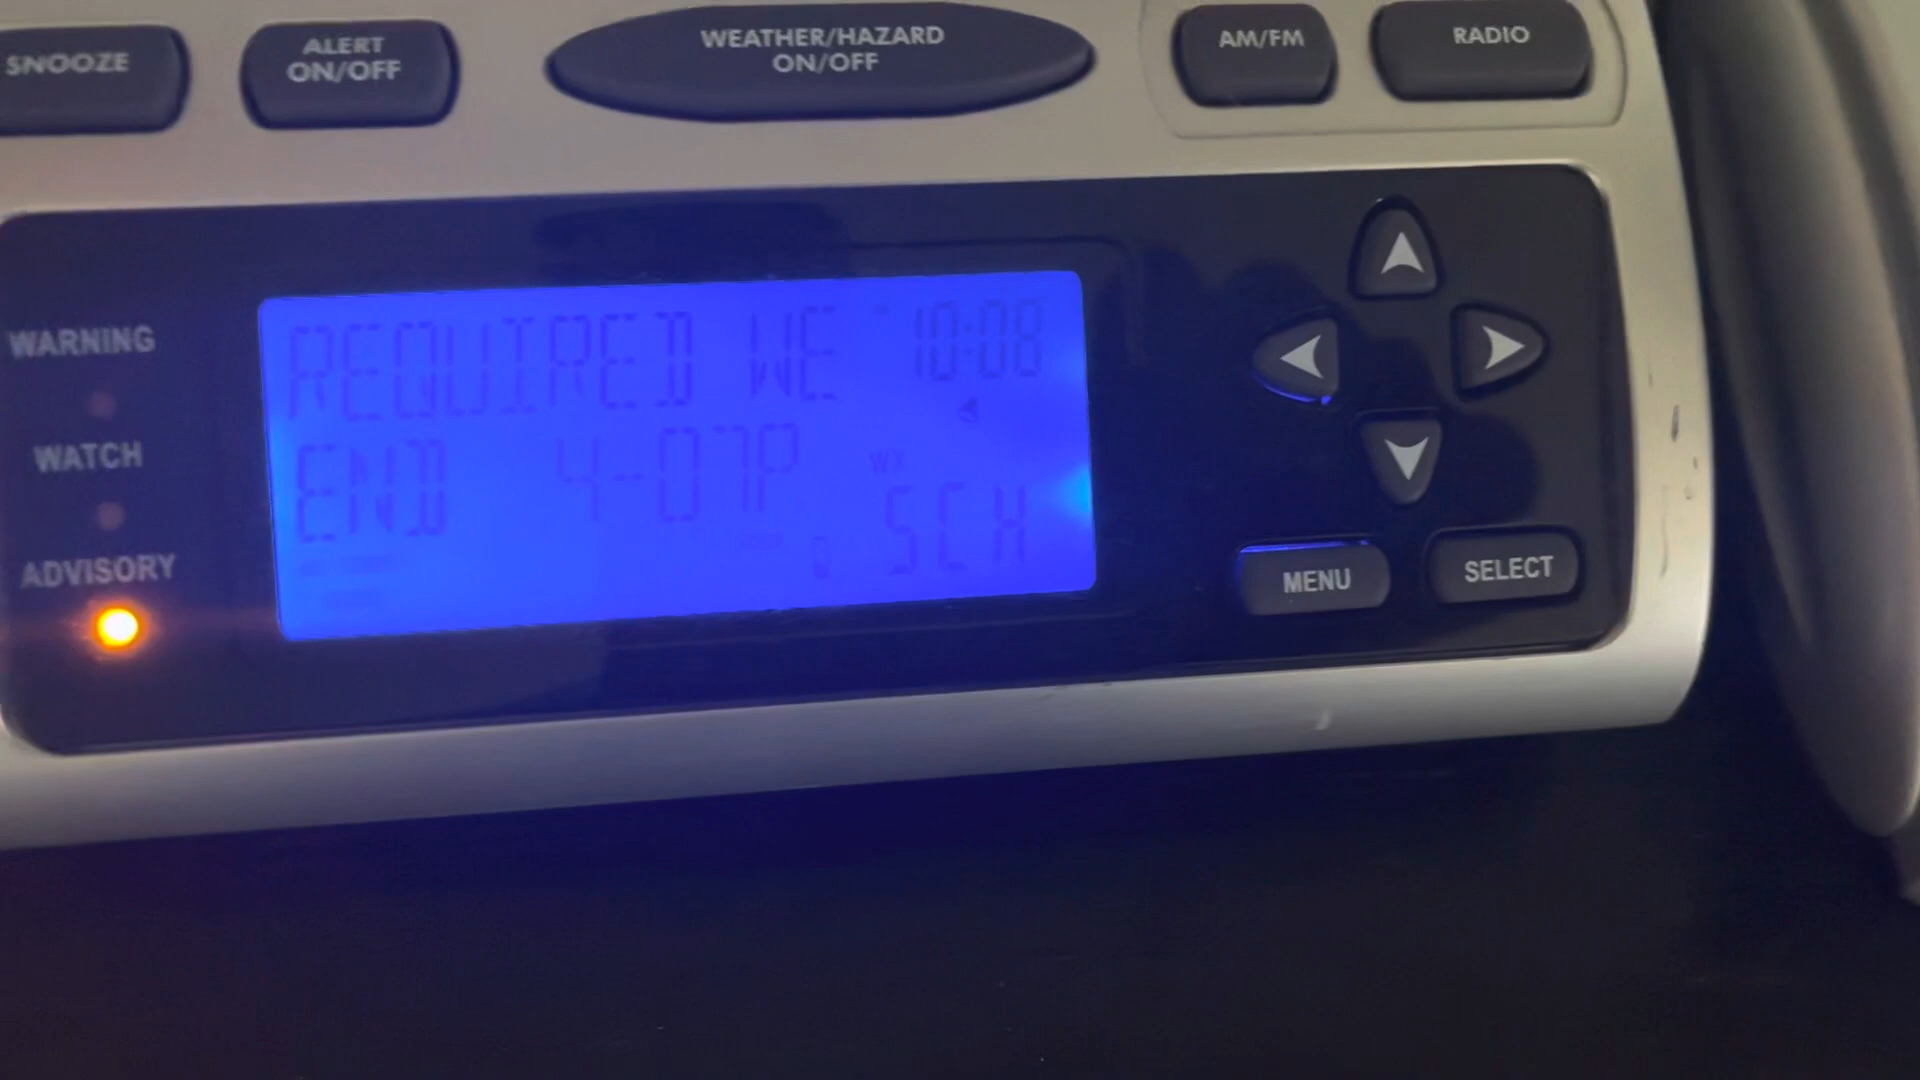 SNOOZE
ALERT
ON/OFF
WEATHER/HAZARD
ON/OFF
AM/FM
RADIO
WARNING
WATCH
ADVISORY
REQUIRED WE
10:08
END 4-07P
WX
SCH
MENU
SELECT